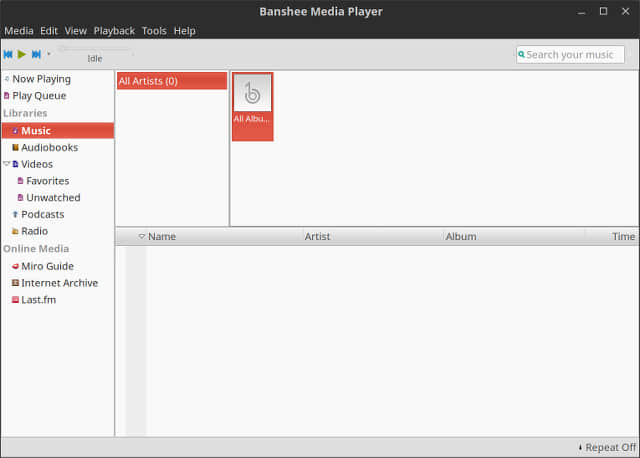 Banshee Media Player
Media Edit View Playback Tools Help
Idle
Search your music
Now Playing
Play Queue
Libraries
Music
Audiobooks
Videos
Favorites
Unwatched
Podcasts
Radio
Online Media
Miro Guide
Internet Archive
Last.fm
All Artists (0)
All Albu...
Name Artist Album Time
Repeat Off